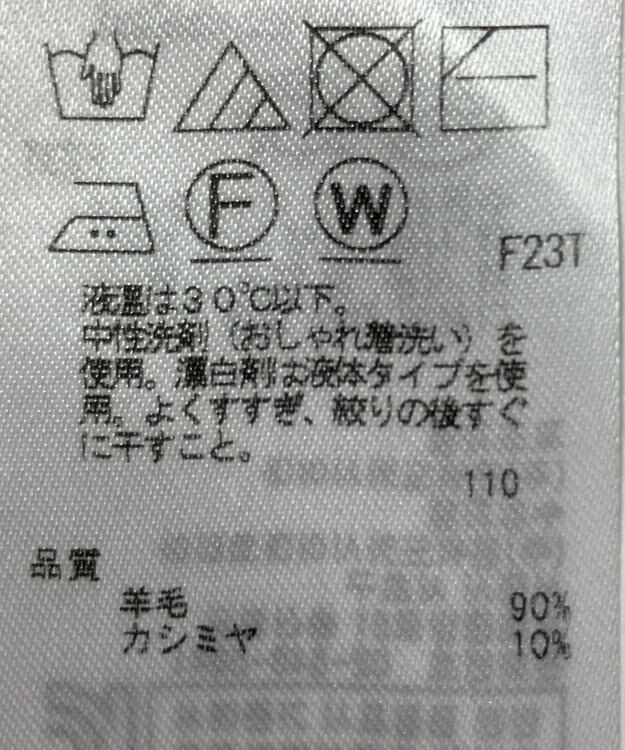 F
W
F23T
液温は30℃以下。
中性洗剤（おしゃれ着洗い）を
使用。漂白剤は液体タイプを使
用。よくすすぎ、絞りの後すぐ
に干すこと。
110
品質
羊毛 90%
カシミヤ 10%